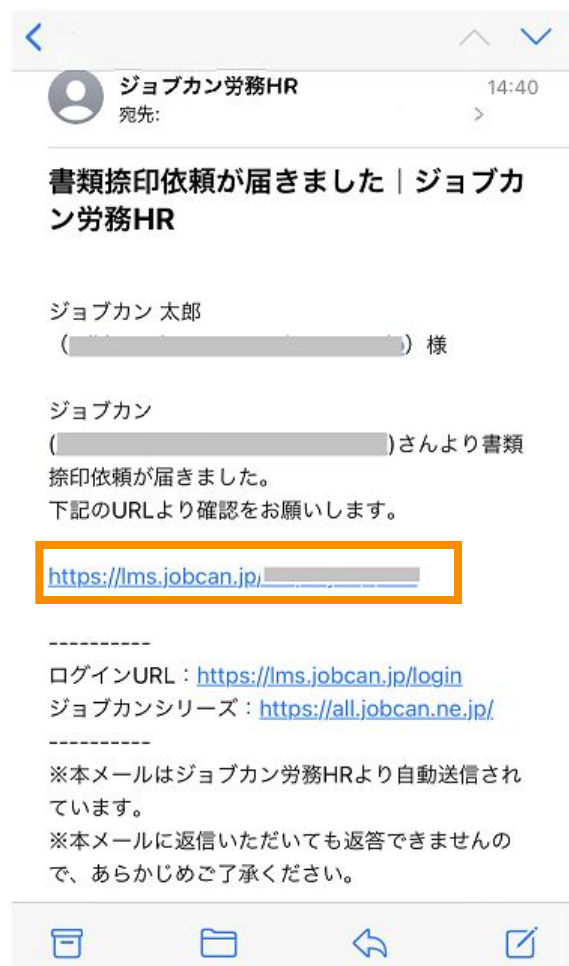 ジョブカン労務HR
14:40
宛先:
書類捺印依頼が届きました｜ジョブカ
ン労務HR
ジョブカン 太郎
（）様
ジョブカン
()さんより書類
捺印依頼が届きました。
下記のURLより確認をお願いします。
https://lms.jobcan.jp/
----------
ログインURL：https://lms.jobcan.jp/login
ジョブカンシリーズ：https://all.jobcan.ne.jp/
----------
※本メールはジョブカン労務HRより自動送信され
ています。
※本メールに返信いただいても返答できませんの
で、あらかじめご了承ください。